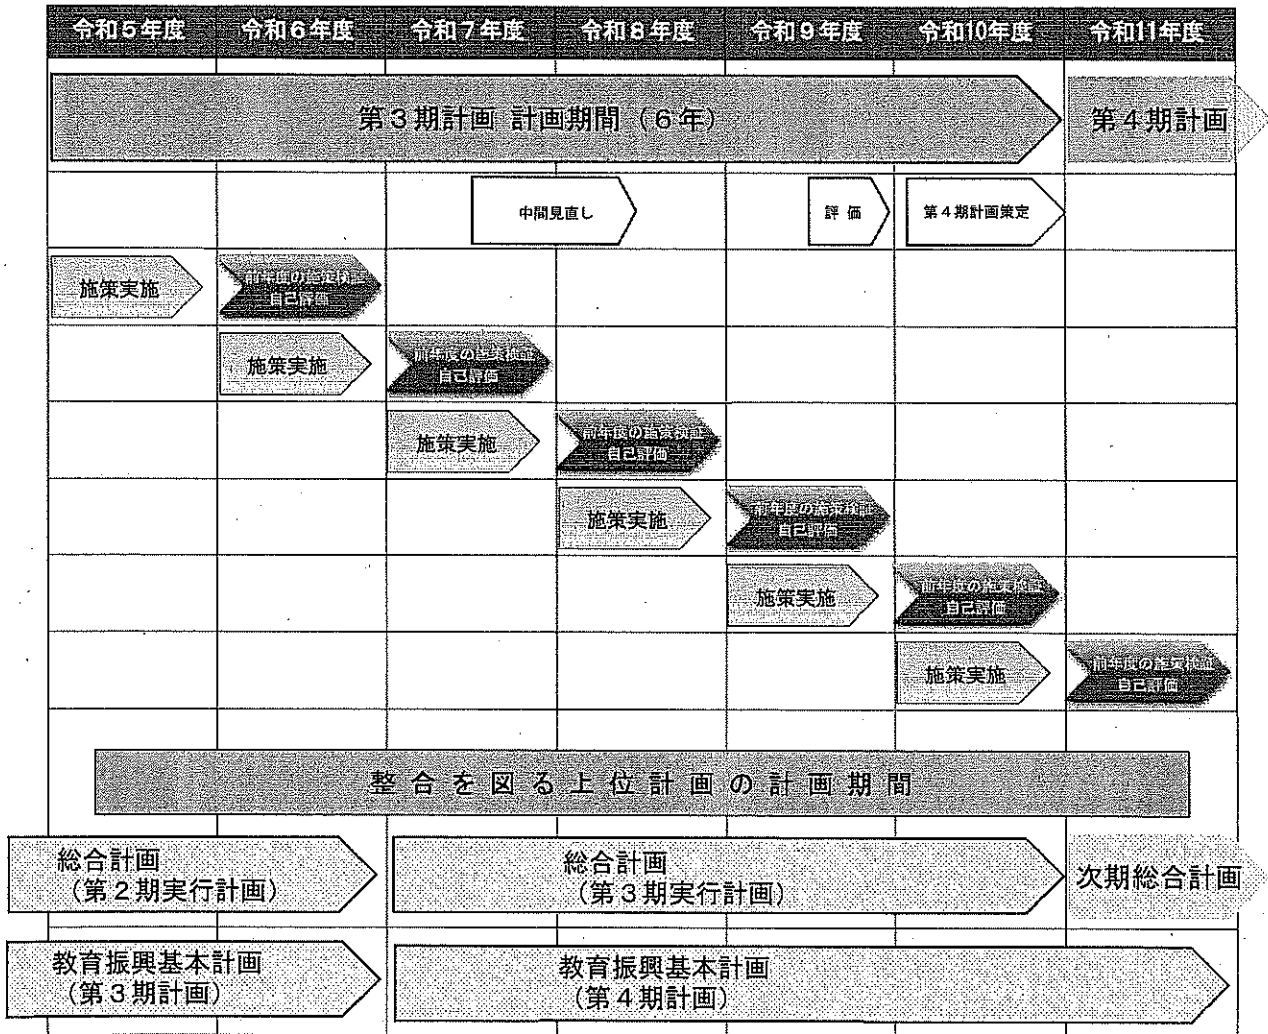 令和5年度
令和6年度
令和7年度
令和8年度
令和9年度
令和10年度
令和11年度
第3期計画 計画期間(6年)
第4期計画
中間見直し
評 価
第4期計画策定
施策実施
前年度の施策検証
自己評価
施策実施
前年度の施策検証
自己評価
施策実施
前年度の施策検証
自己評価
施策実施
前年度の施策検証
自己評価
施策実施
前年度の施策検証
自己評価
施策実施
前年度の施策検証
自己評価
整合を図る上位計画の計画期間
総合計画
(第2期実行計画)
総合計画
(第3期実行計画)
次期総合計画
教育振興基本計画
(第3期計画)
教育振興基本計画
(第4期計画)